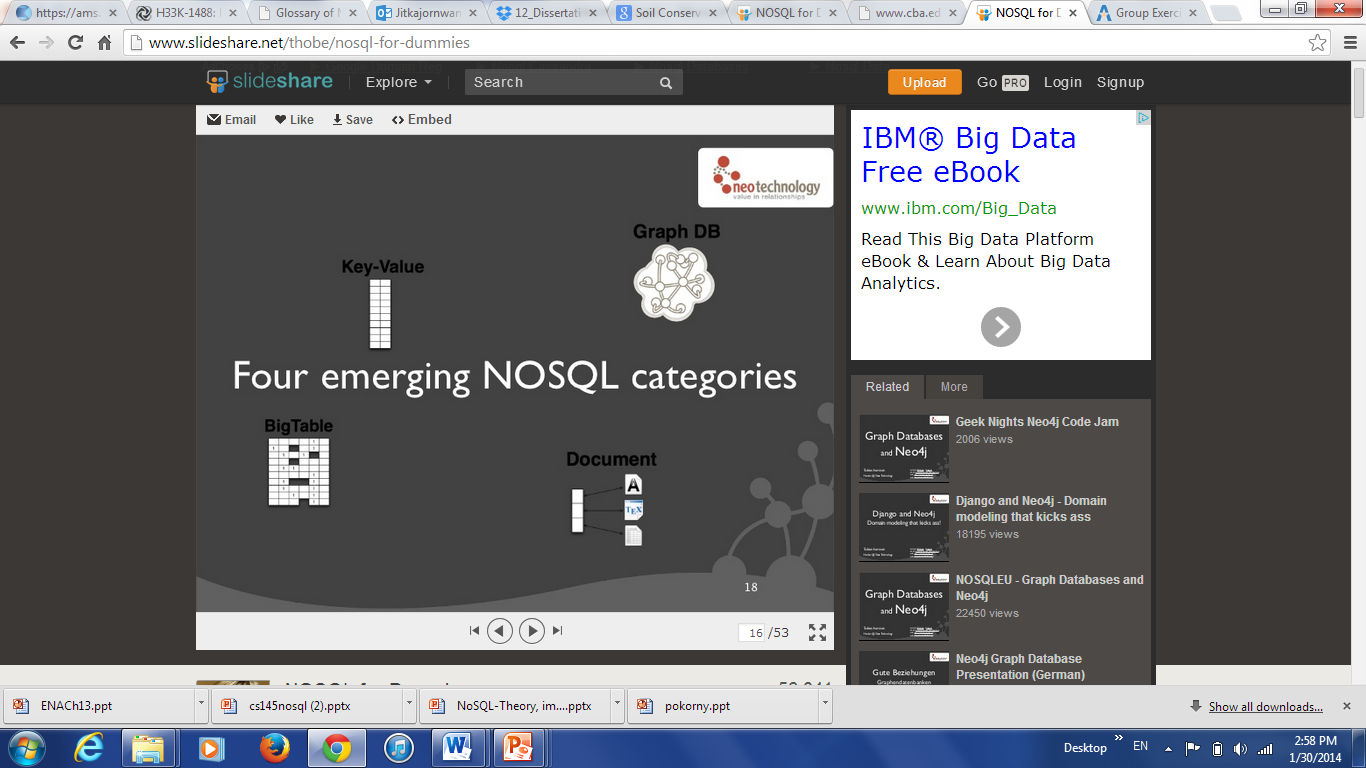 https://ams.
H33K-1488:
Glossary of M
Jitkajornwan
12_Dissertati
Soil Conserv
NOSQL for D
www.cba.ed
NOSQL for D
Group Exerci
www.slideshare.net/thobe/nosql-for-dummies
slideshare
Explore
Search
Upload
Go PRO
Login
Signup
Email
Like
Save
Embed
neotechnology
value in relationships
Graph DB
Key-Value
Four emerging NOSQL categories
BigTable
Document
A
TEX
18
16 /53
IBM® Big Data
Free eBook
www.ibm.com/Big_Data
Read This Big Data Platform
eBook & Learn About Big Data
Analytics.
Related
More
Graph Databases
and Neo4j
Geek Nights Neo4j Code Jam
2006 views
Django and Neo4j
Domain modeling that kicks ass!
Django and Neo4j - Domain
modeling that kicks ass
18195 views
Graph Databases
and Neo4j
NOSQLEU - Graph Databases and
Neo4j
22450 views
Gute Beziehungen
Graphendatenbanken
Neo4j Graph Database
Presentation (German)
ENACh13.ppt
cs145nosql (2).pptx
NoSQL-Theory, im....pptx
pokorny.ppt
Show all downloads...
Desktop
EN
2:58 PM
1/30/2014